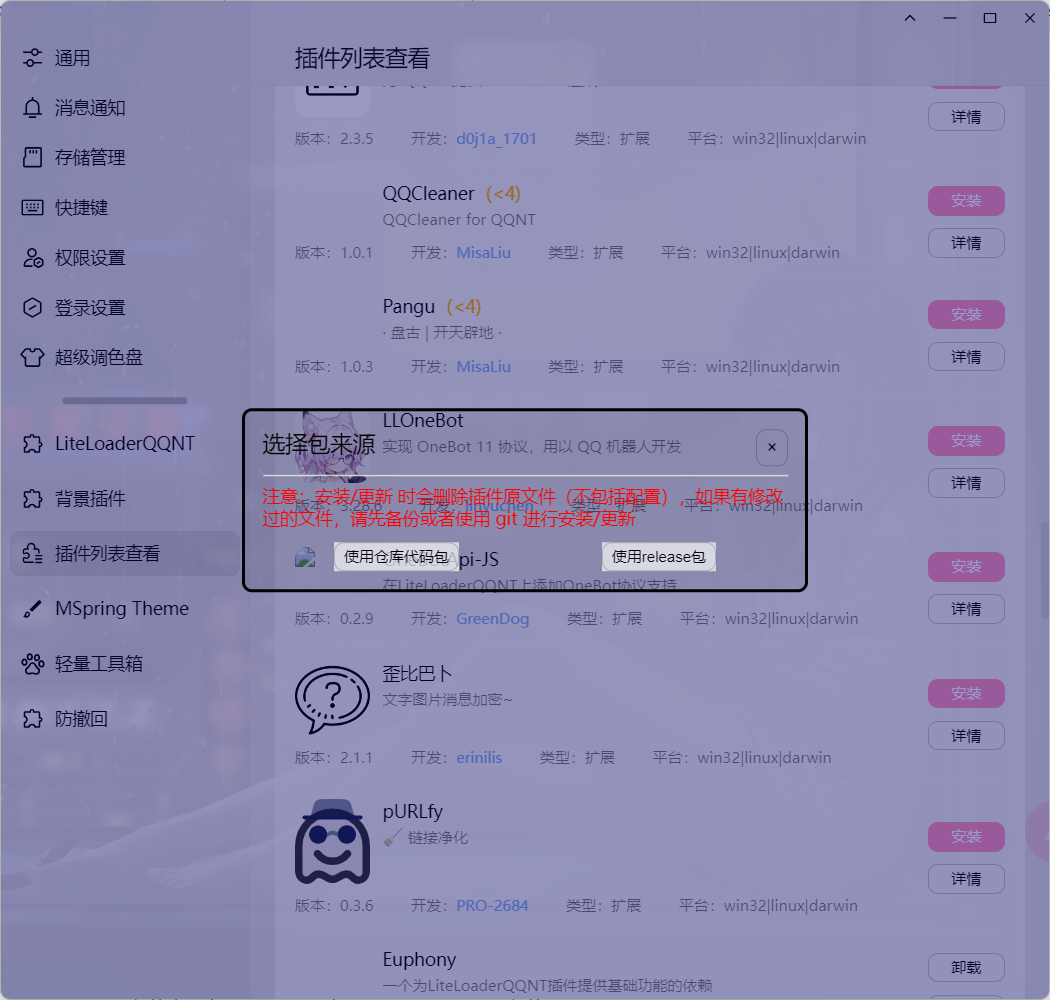 通用
消息通知
存储管理
快捷键
权限设置
登录设置
超级调色盘
LiteLoaderQQNT
背景插件
插件列表查看
MSpring Theme
轻量工具箱
防撤回
插件列表查看
详情
版本：2.3.5 开发：d0j1a_1701 类型：扩展 平台：win32|linux|darwin
QQCleaner (<4)
安装
QQCleaner for QQNT
详情
版本：1.0.1 开发：MisaLiu 类型：扩展 平台：win32|linux|darwin
Pangu (<4)
安装
· 盘古 | 开天辟地 ·
详情
版本：1.0.3 开发：MisaLiu 类型：扩展 平台：win32|linux|darwin
LLOneBot
安装
实现 OneBot 11 协议，用以 QQ 机器人开发
详情
版本：3.28.6 开发：linyuchen 类型：扩展 平台：win32|linux|darwin
选择包来源
×
注意：安装/更新 时会删除插件原文件（不包括配置），如果有修改
过的文件，请先备份或者使用 git 进行安装/更新
使用仓库代码包
使用release包
Api-JS
安装
在LiteLoaderQQNT上添加OneBot协议支持
详情
版本：0.2.9 开发：GreenDog 类型：扩展 平台：win32|linux|darwin
歪比巴卜
安装
文字图片消息加密~
详情
版本：2.1.1 开发：erinilis 类型：扩展 平台：win32|linux|darwin
pURLfy
安装
🧹 链接净化
详情
版本：0.3.6 开发：PRO-2684 类型：扩展 平台：win32|linux|darwin
Euphony
卸载
一个为LiteLoaderQQNT插件提供基础功能的依赖